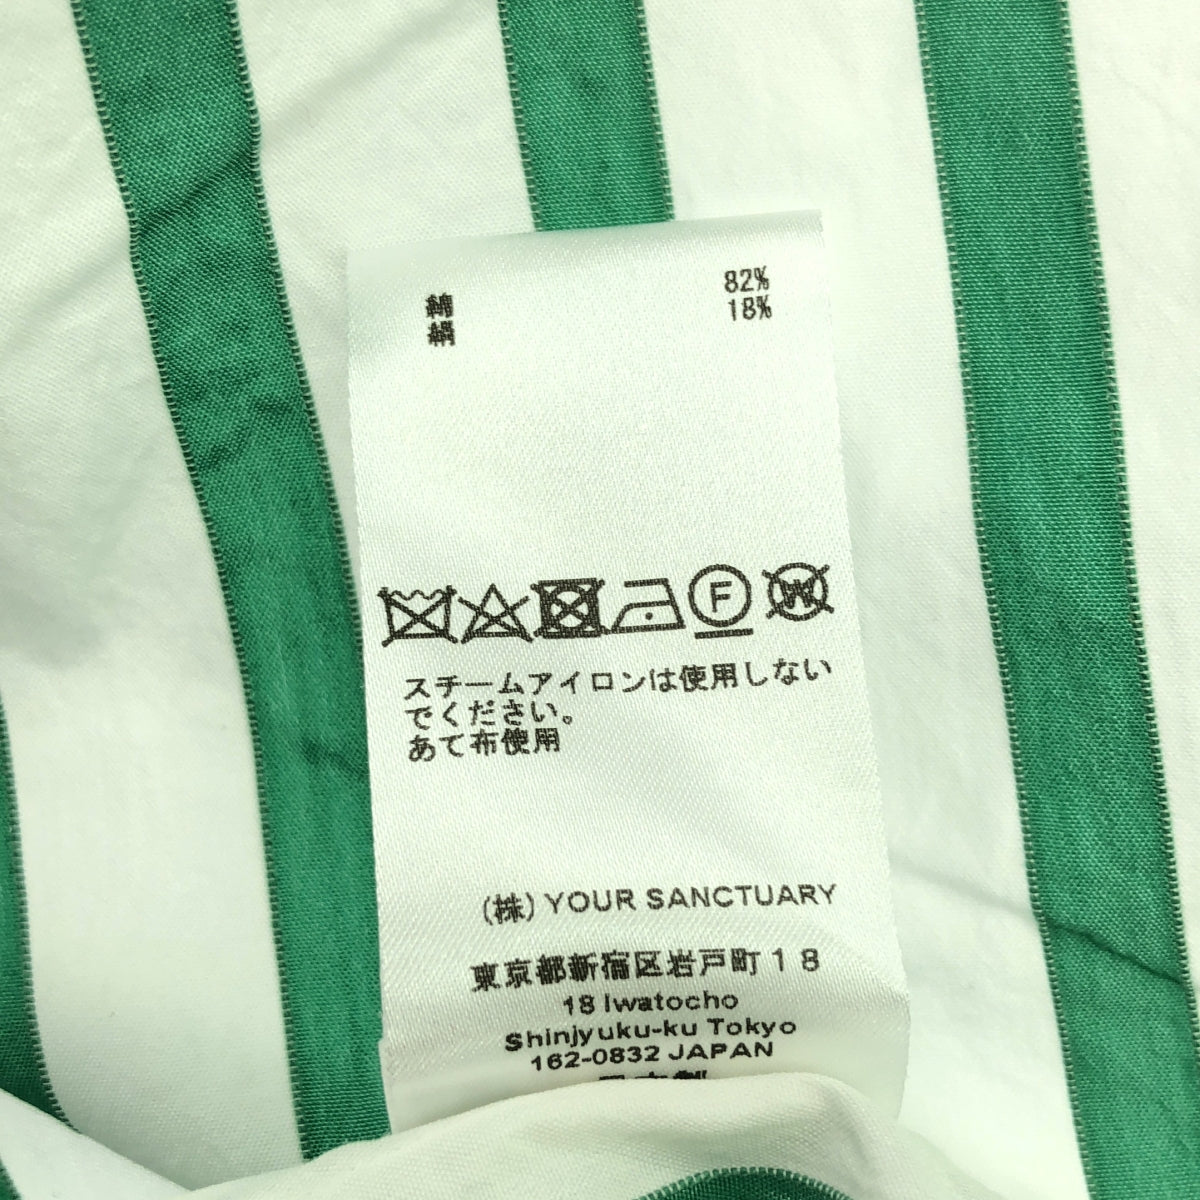 綿 82%
絹 18%
F W
スチームアイロンは使用しない
でください。
あて布使用
(株) YOUR SANCTUARY
東京都新宿区岩戸町18
18 Iwatocho
Shinjyuku-ku Tokyo
162-0832 JAPAN